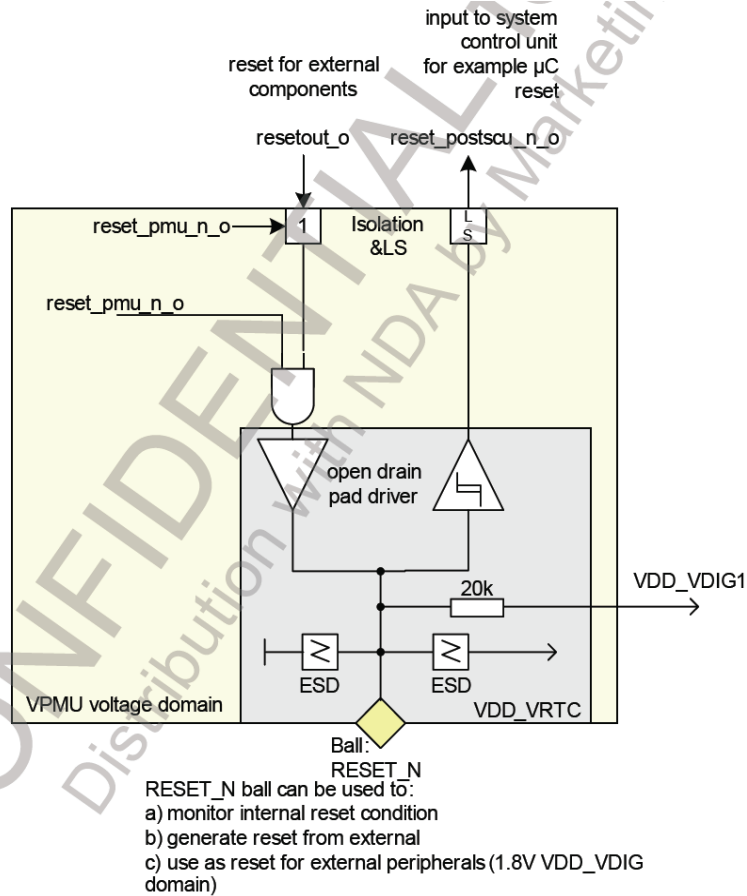 input to system
control unit
for example µC
reset
reset for external
components
resetout_o
reset_postscu_n_o
reset_pmu_n_o
1
Isolation
&LS
L
S
reset_pmu_n_o
open drain
pad driver
20k
VDD_VDIG1
ESD
ESD
VPMU voltage domain
VDD_VRTC
Ball:
RESET_N
RESET_N ball can be used to:
a) monitor internal reset condition
b) generate reset from external
c) use as reset for external peripherals (1.8V VDD_VDIG
domain)
CONFIDENTIAL
Distribution with NDA by Marketin